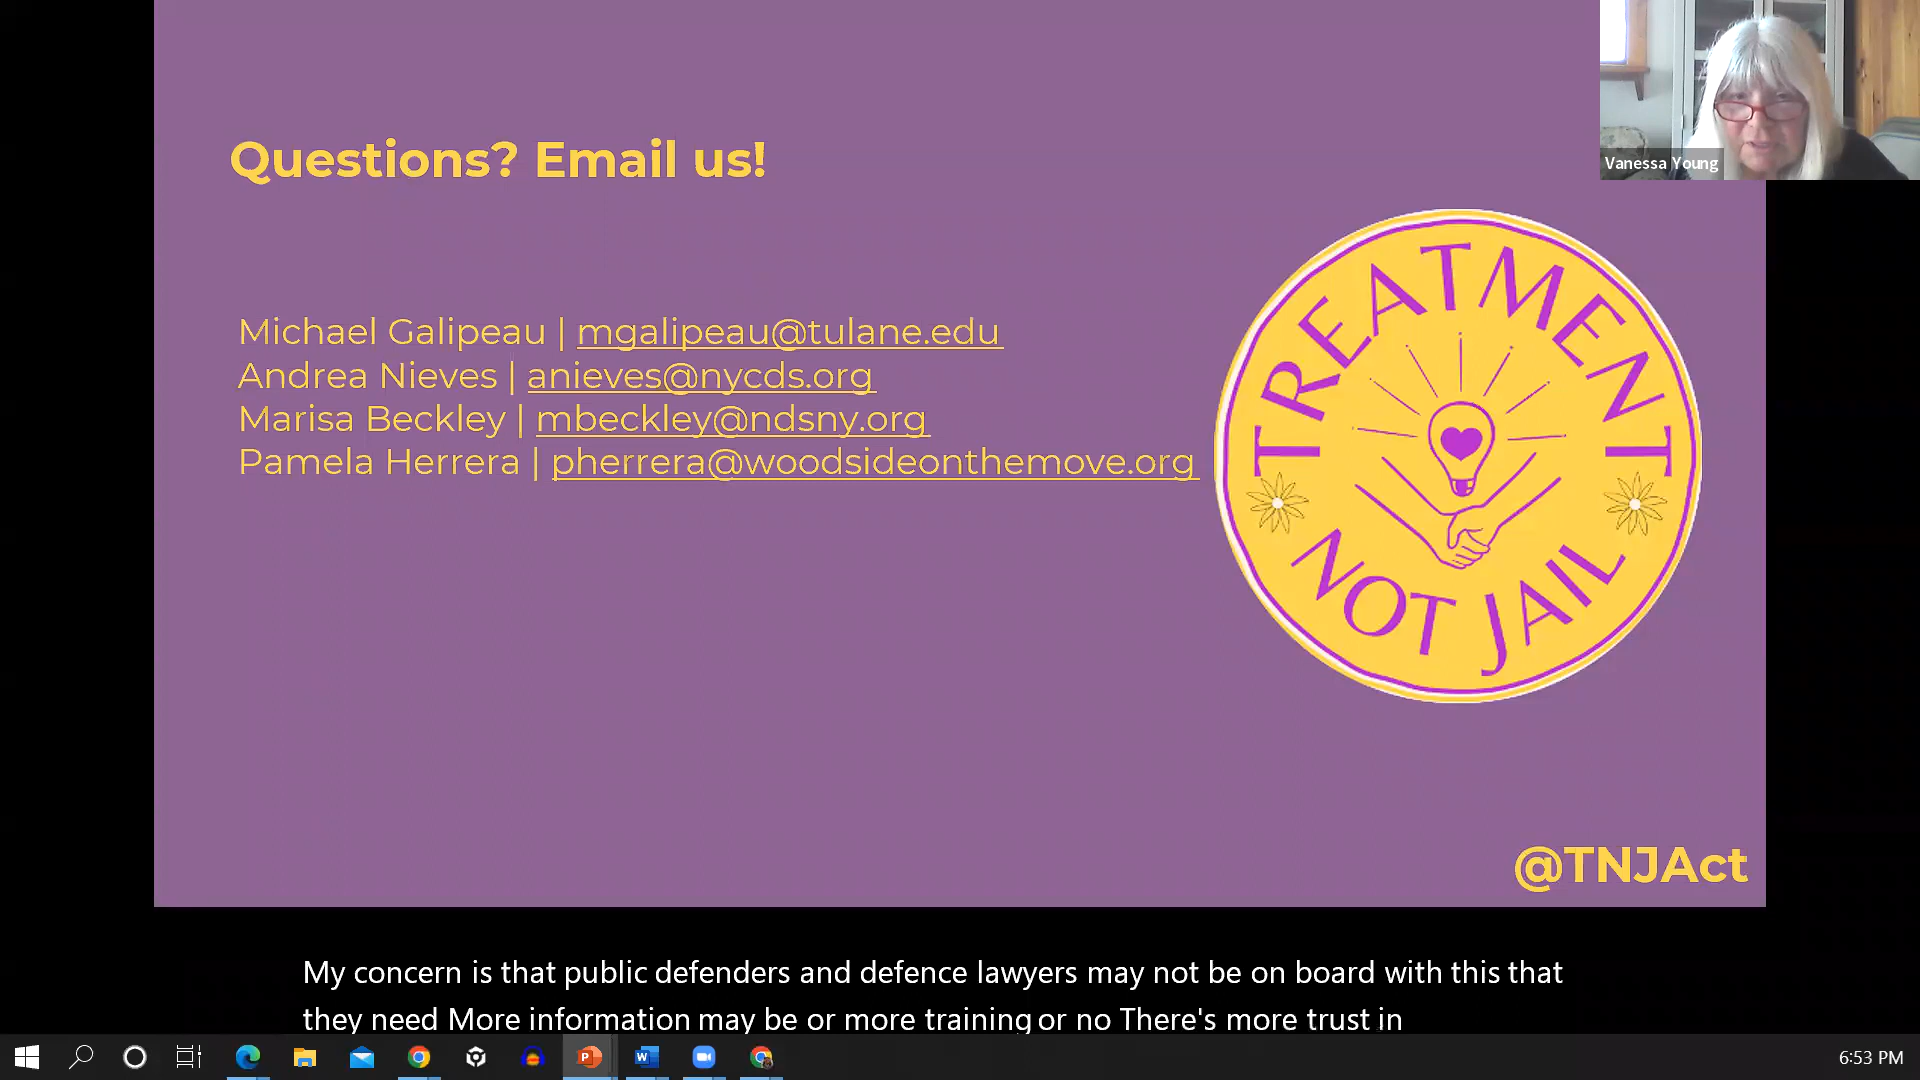 Questions? Email us!
Vanessa Young
Michael Galipeau | mgalipeau@tulane.edu
Andrea Nieves | anieves@nycds.org
Marisa Beckley | mbeckley@ndsny.org
Pamela Herrera | pherrera@woodsideonthemove.org
TREATMENT
NOT JAIL
@TNJAct
My concern is that public defenders and defence lawyers may not be on board with this that
they need More information may be or more training or no There's more trust in
6:53 PM